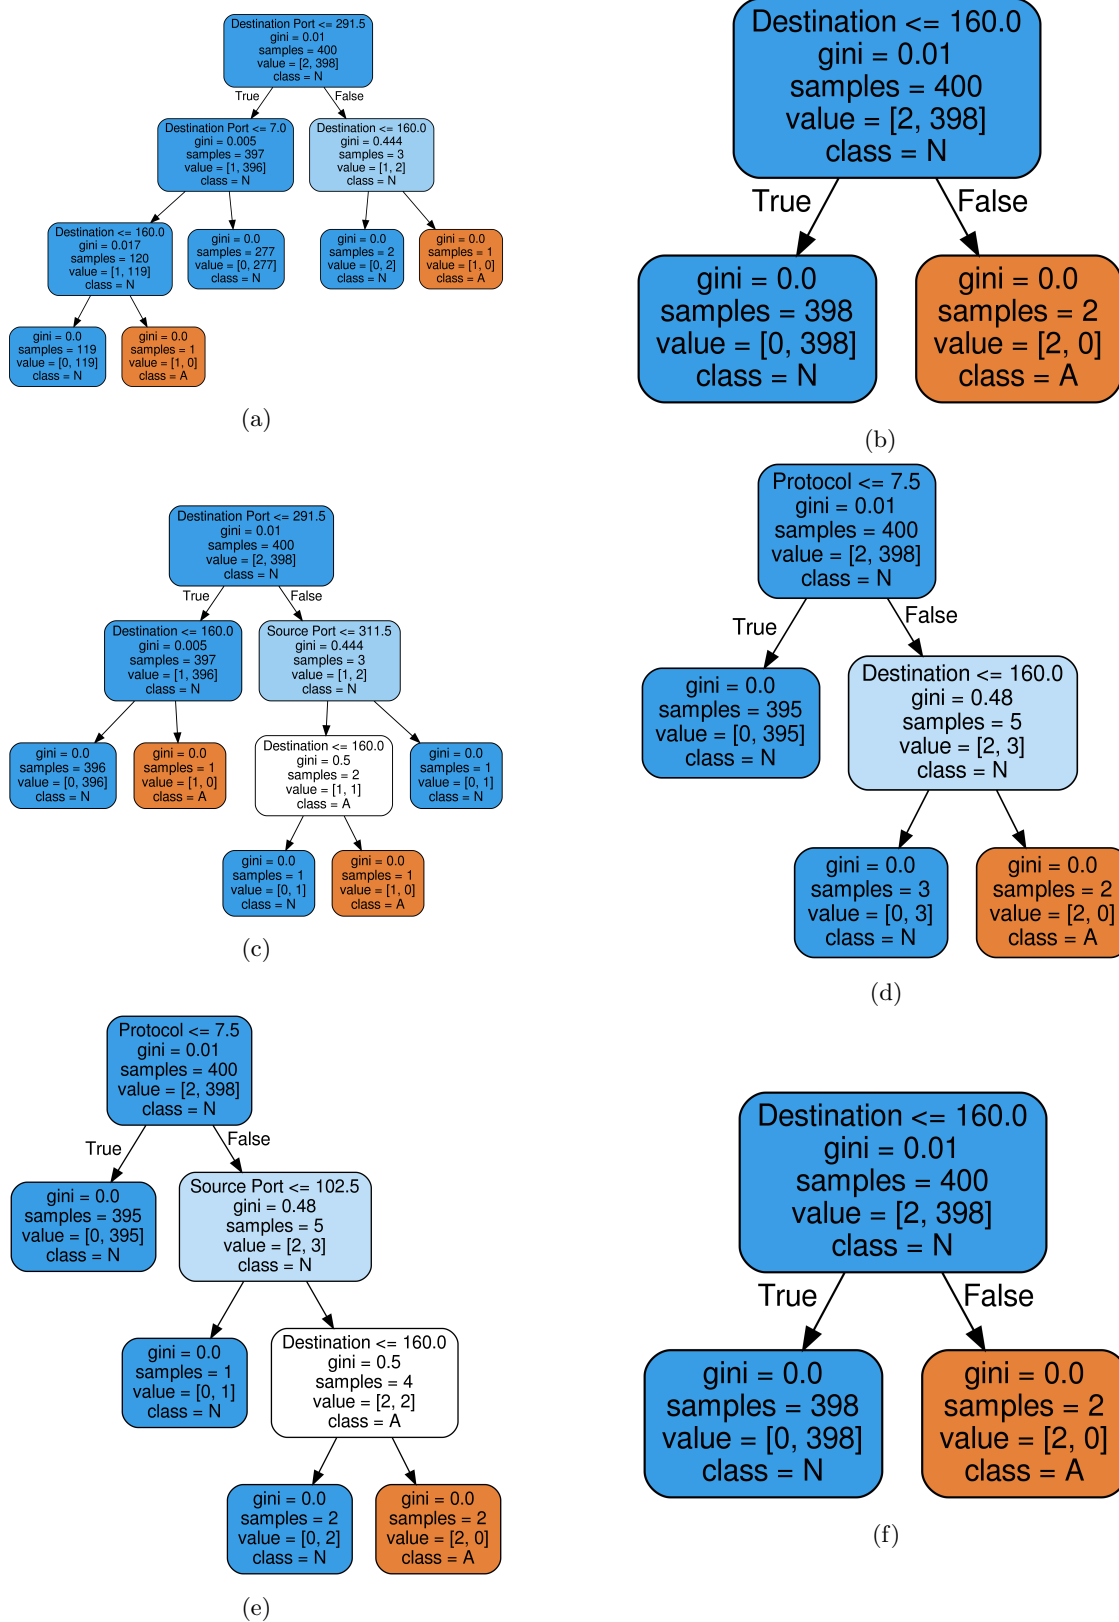 Destination Port <= 291.5
gini = 0.01
samples = 400
value = [2, 398]
class = N
True
False
Destination Port <= 7.0
gini = 0.005
samples = 397
value = [1, 396]
class = N
Destination <= 160.0
gini = 0.444
samples = 3
value = [1, 2]
class = N
Destination <= 160.0
gini = 0.017
samples = 120
value = [1, 119]
class = N
gini = 0.0
samples = 277
value = [0, 277]
class = N
gini = 0.0
samples = 2
value = [0, 2]
class = N
gini = 0.0
samples = 1
value = [1, 0]
class = A
gini = 0.0
samples = 119
value = [0, 119]
class = N
gini = 0.0
samples = 1
value = [1, 0]
class = A
(a)
Destination <= 160.0
gini = 0.01
samples = 400
value = [2, 398]
class = N
True
False
gini = 0.0
samples = 398
value = [0, 398]
class = N
gini = 0.0
samples = 2
value = [2, 0]
class = A
(b)
Destination Port <= 291.5
gini = 0.01
samples = 400
value = [2, 398]
class = N
True
False
Destination <= 160.0
gini = 0.005
samples = 397
value = [1, 396]
class = N
Source Port <= 311.5
gini = 0.444
samples = 3
value = [1, 2]
class = N
gini = 0.0
samples = 396
value = [0, 396]
class = N
gini = 0.0
samples = 1
value = [1, 0]
class = A
Destination <= 160.0
gini = 0.5
samples = 2
value = [1, 1]
class = A
gini = 0.0
samples = 1
value = [0, 1]
class = N
gini = 0.0
samples = 1
value = [0, 1]
class = N
gini = 0.0
samples = 1
value = [1, 0]
class = A
(c)
Protocol <= 7.5
gini = 0.01
samples = 400
value = [2, 398]
class = N
True
False
gini = 0.0
samples = 395
value = [0, 395]
class = N
Destination <= 160.0
gini = 0.48
samples = 5
value = [2, 3]
class = N
gini = 0.0
samples = 3
value = [0, 3]
class = N
gini = 0.0
samples = 2
value = [2, 0]
class = A
(d)
Protocol <= 7.5
gini = 0.01
samples = 400
value = [2, 398]
class = N
True
False
gini = 0.0
samples = 395
value = [0, 395]
class = N
Source Port <= 102.5
gini = 0.48
samples = 5
value = [2, 3]
class = N
gini = 0.0
samples = 1
value = [0, 1]
class = N
Destination <= 160.0
gini = 0.5
samples = 4
value = [2, 2]
class = A
gini = 0.0
samples = 2
value = [0, 2]
class = N
gini = 0.0
samples = 2
value = [2, 0]
class = A
(e)
Destination <= 160.0
gini = 0.01
samples = 400
value = [2, 398]
class = N
True
False
gini = 0.0
samples = 398
value = [0, 398]
class = N
gini = 0.0
samples = 2
value = [2, 0]
class = A
(f)